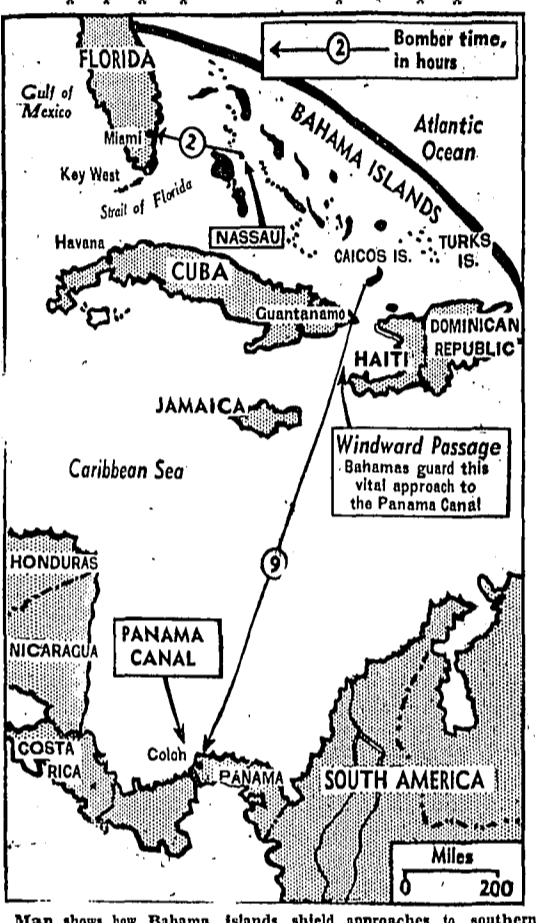 Bomber time,
2
in hours
FLORIDA
Gulf of
Mexico
BAHAMA ISLANDS
Atlantic
Ocean
Miami
2
Key West
Strait of Florida
NASSAU
TURKS
IS.
CAICOS IS.
Havana
CUBA
Guantanamo
HAITI
DOMINICAN
REPUBLIC
JAMAICA
Windward Passage
Bahamas guard this
vital approach to
the Panama Canal
Caribbean Sea
9
HONDURAS
NICARAGUA
PANAMA
CANAL
COSTA
RICA
Colon
PANAMA
SOUTH AMERICA
Miles
0 200
Map shows how Bahama islands shield approaches to southern